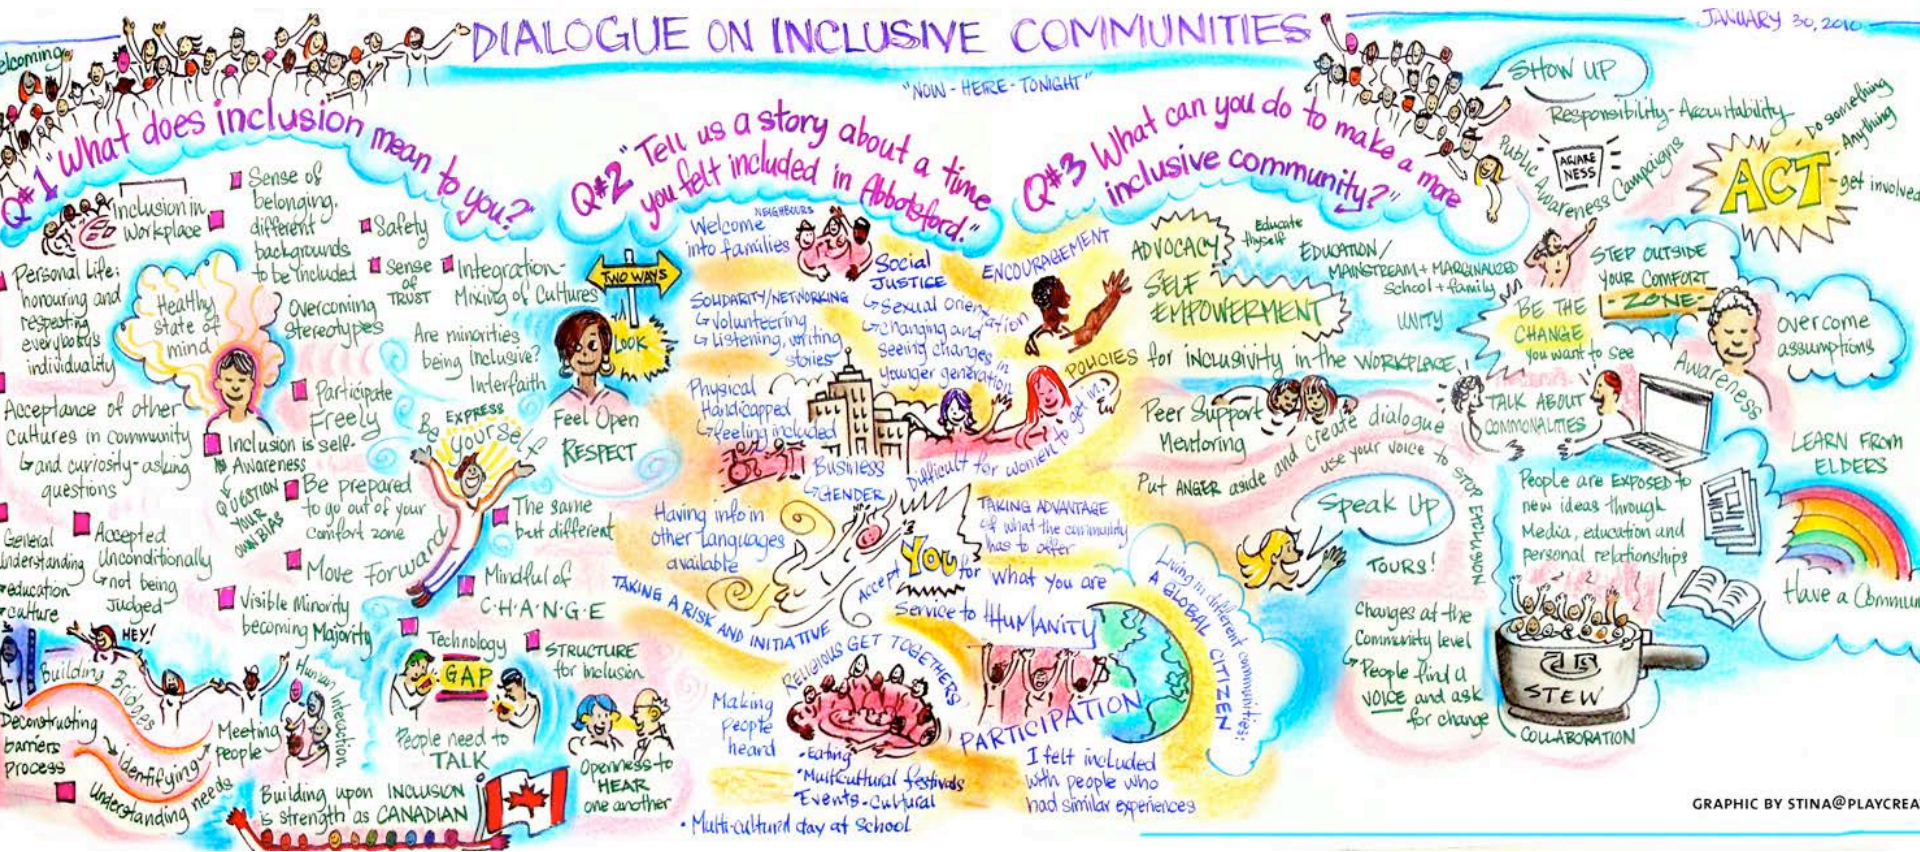 elcoming
DIALOGUE ON INCLUSIVE COMMUNITIES
JANUARY 30, 2010
"NOW - HERE - TONIGHT"
Q#1 "What does inclusion mean to you?"
Inclusion in
Workplace
Sense of
belonging,
different
backgrounds
to be included
Safety
Personal Life:
honouring and
respecting
everybody's
individuality
Healthy
state of
mind
Sense
of
TRUST
Integration-
Mixing of Cultures
Overcoming
Stereotypes
Are minorities
being Inclusive?
Interfaith
Participate
Freely
Acceptance of other
Cultures in community
and curiosity-asking
questions
Inclusion is self-
Awareness
QUESTION
YOUR
OWN BIAS
Be EXPRESS
yourself
Be prepared
to go out of your
comfort zone
General
Understanding
education
culture
Accepted
Unconditionally
not being
Judged
Move Forward
The same
but different
Mindful of
C·H·A·N·G·E
Visible Minority
becoming Majority
HEY!
Building Bridges
Human Interaction
Technology
GAP
People need to
TALK
STRUCTURE
for Inclusion
Deconstructing
barriers
Process
identifying
Understanding needs
Meeting
people
Building upon INCLUSION
is strength as CANADIAN
Openness to
HEAR
one another
TWO WAYS
LOOK
Feel Open
RESPECT
Q#2 "Tell us a story about a time
you felt included in Abbotsford."
Welcome NEIGHBOURS
into families
Social
JUSTICE
Sexual Orientation
Changing and
seeing changes in
younger generation
SOLIDARITY/NETWORKING
Volunteering
Listening, writing
stories
Physical
Handicapped
feeling included
Business
GENDER
Difficult for women to get in!
Having info in
other languages
available
TAKING A RISK AND INITIATIVE
Accept YOU for what you are
TAKING ADVANTAGE
of what the community
has to offer
Service to HUMANITY
Living in different communities:
A GLOBAL CITIZEN
RELIGIOUS GET TOGETHERS
Making
People
heard
• Eating
• Multicultural festivals
• Events-Cultural
• Multi-cultural day at School
PARTICIPATION
I felt included
with people who
had similar experiences
Q#3 What can you do to make a more
inclusive community?"
ENCOURAGEMENT
ADVOCACY
Educate
thyself
SELF
EMPOWERMENT
EDUCATION/
MAINSTREAM + MARGINALIZED
School + family
UNITY
POLICIES for inclusivity in the WORKPLACE
Peer Support
Mentoring
Put ANGER aside and create dialogue
use your voice to STOP EXCLUSION
Speak Up
TOURS!
Changes at the
Community level
People find a
VOICE and ask
for change
SHOW UP
Responsibility - Accountability
Public Awareness Campaigns
AWARE
NESS
ACT
Do something
Anything
get involved
STEP OUTSIDE
YOUR COMFORT
ZONE
BE THE
CHANGE
you want to see
Awareness
overcome
assumptions
TALK ABOUT
COMMONALITIES
LEARN FROM
ELDERS
People are EXPOSED to
new ideas through
Media, education and
personal relationships
Have a Commun
STEW
COLLABORATION
GRAPHIC BY STINA@PLAYCREA